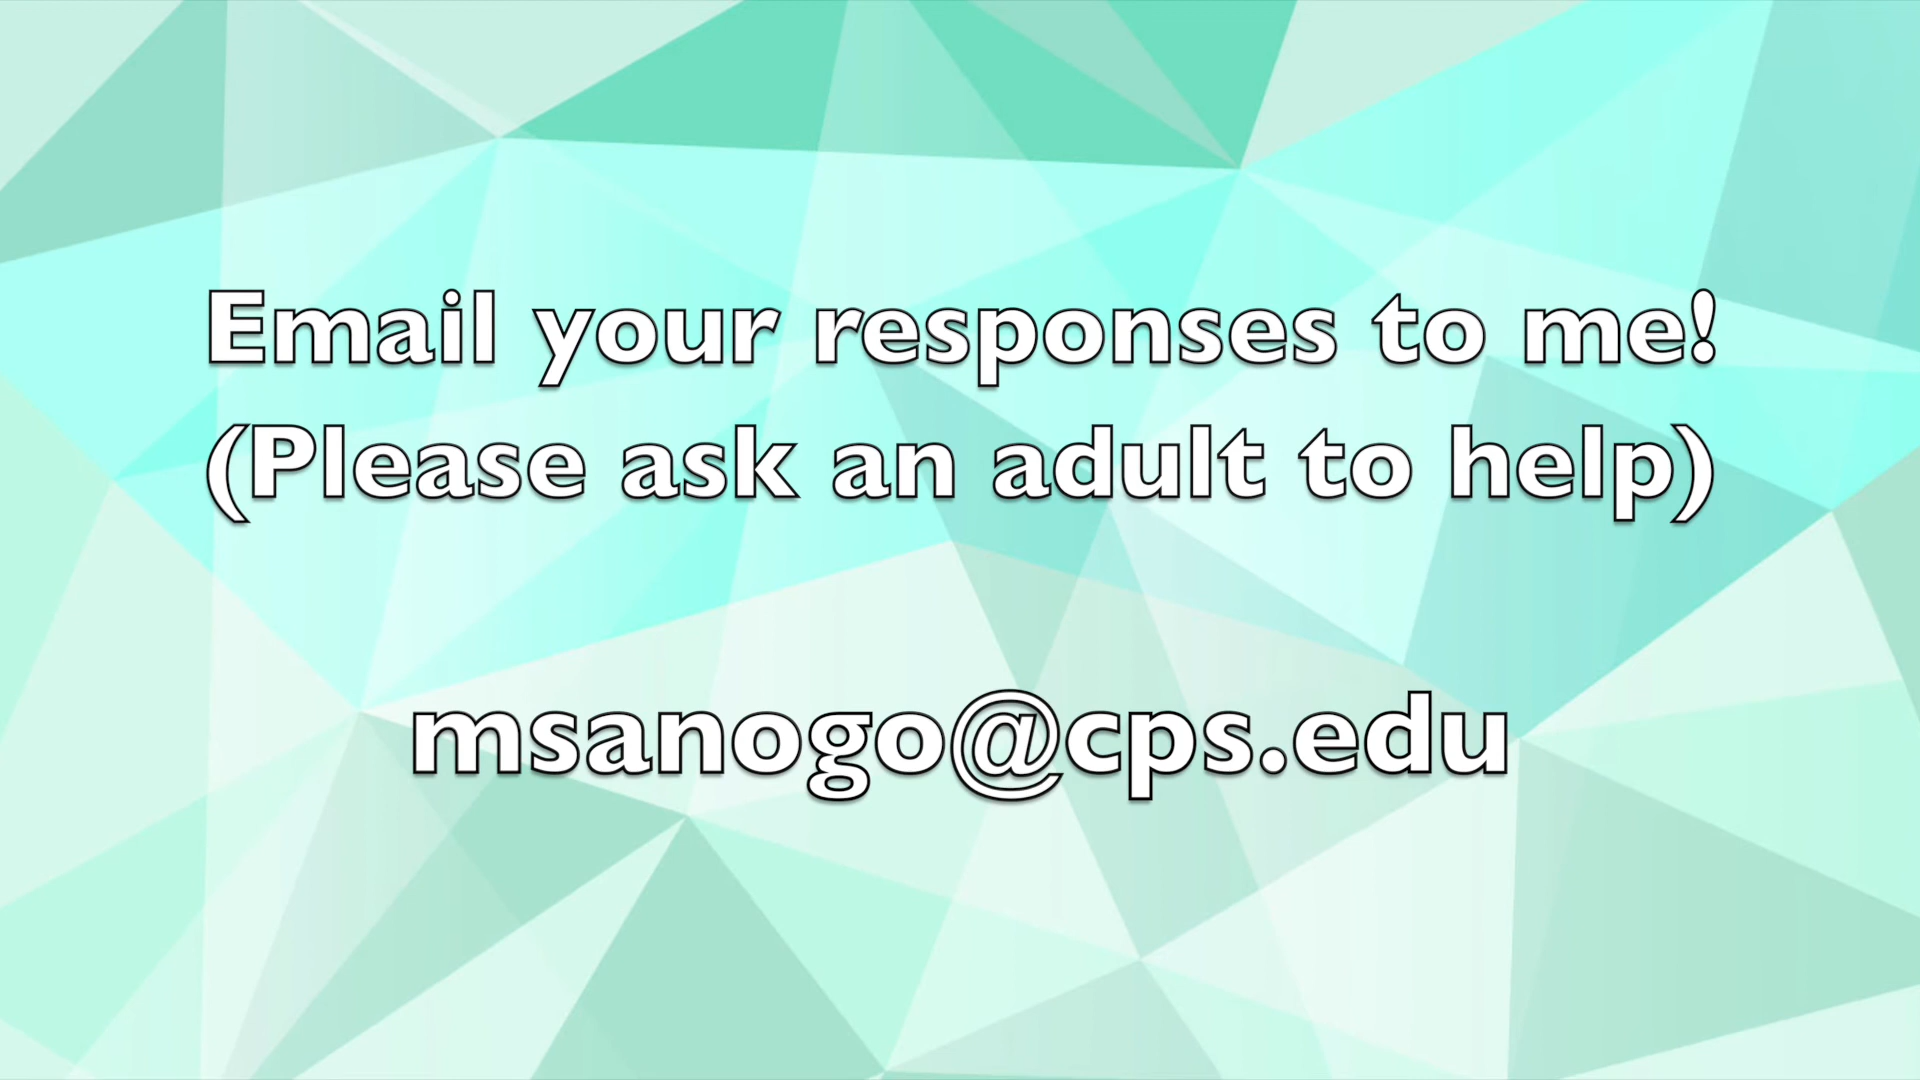 Email your responses to me!
(Please ask an adult to help)
msanogo@cps.edu